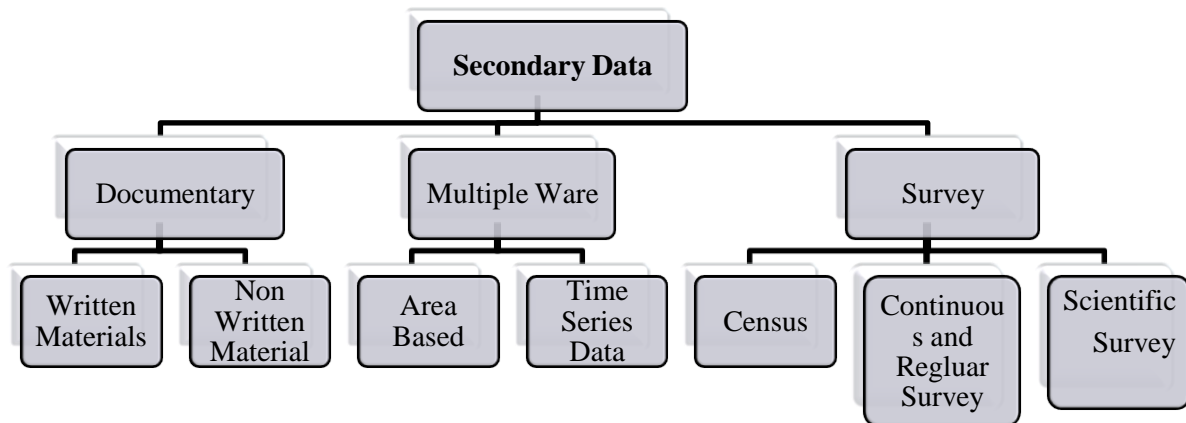 Secondary Data
Documentary
Multiple Ware
Survey
Written
Materials
Non
Written
Material
Area
Based
Time
Series
Data
Census
Continuou
s and
Regluar
Survey
Scientific
Survey